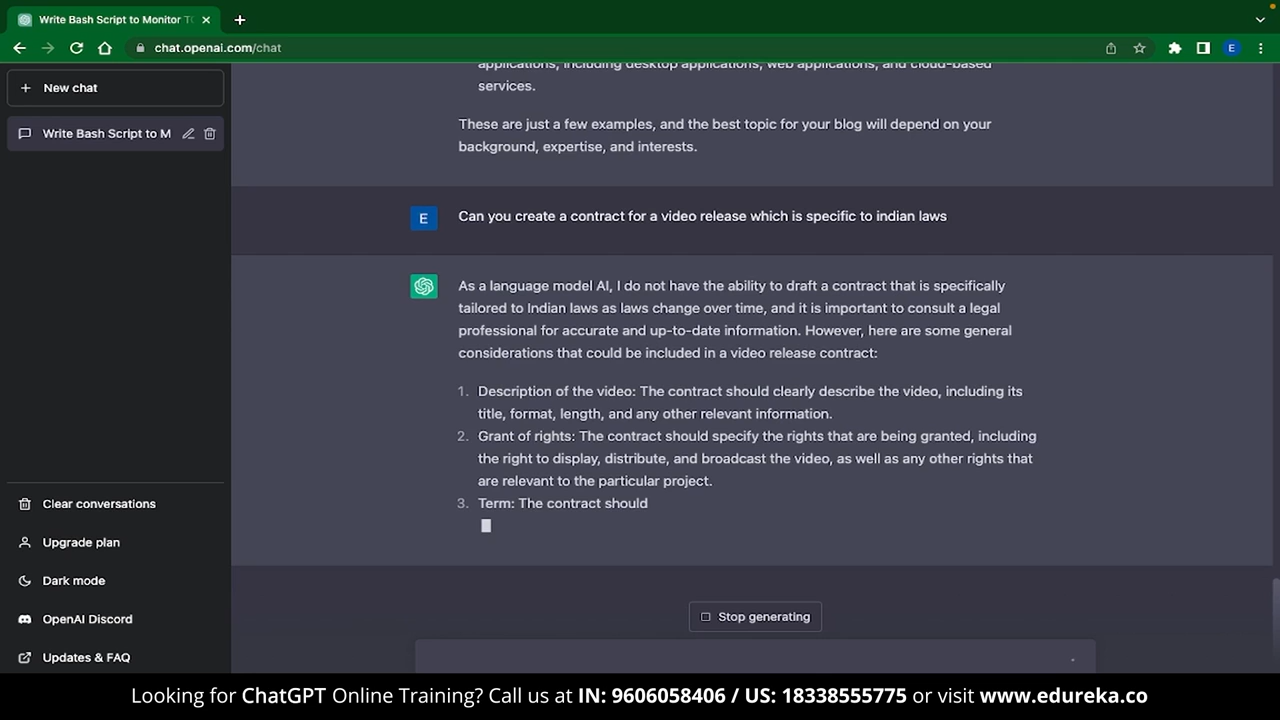 Write Bash Script to Monitor TC
chat.openai.com/chat
E
New chat
Write Bash Script to M
applications, including desktop applications, web applications, and cloud-based
services.
These are just a few examples, and the best topic for your blog will depend on your
background, expertise, and interests.
E
Can you create a contract for a video release which is specific to indian laws
As a language model AI, I do not have the ability to draft a contract that is specifically
tailored to Indian laws as laws change over time, and it is important to consult a legal
professional for accurate and up-to-date information. However, here are some general
considerations that could be included in a video release contract:
1. Description of the video: The contract should clearly describe the video, including its
title, format, length, and any other relevant information.
2. Grant of rights: The contract should specify the rights that are being granted, including
the right to display, distribute, and broadcast the video, as well as any other rights that
are relevant to the particular project.
3. Term: The contract should
Clear conversations
Upgrade plan
Dark mode
OpenAI Discord
Updates & FAQ
Stop generating
Looking for ChatGPT Online Training? Call us at IN: 9606058406 / US: 18338555775 or visit www.edureka.co